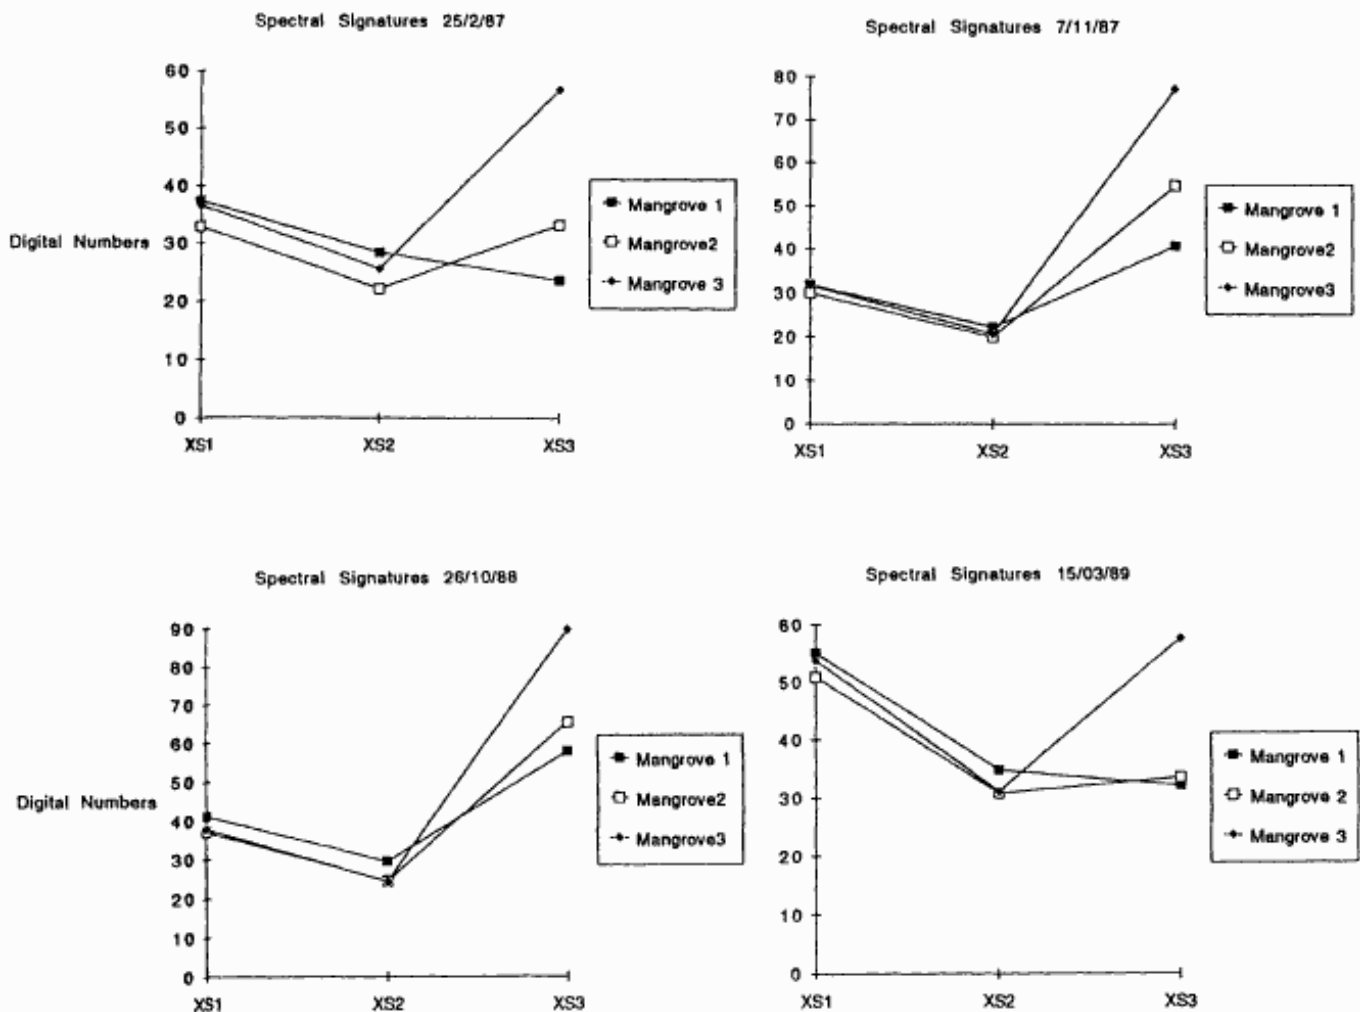 Spectral Signatures 25/2/87
60
50
40
30
20
10
0
Digital Numbers
XS1 XS2 XS3
Mangrove 1
Mangrove2
Mangrove 3
Spectral Signatures 7/11/87
80
70
60
50
40
30
20
10
0
XS1 XS2 XS3
Mangrove 1
Mangrove2
Mangrove3
Spectral Signatures 26/10/88
90
80
70
60
50
40
30
20
10
0
Digital Numbers
XS1 XS2 XS3
Mangrove 1
Mangrove2
Mangrove3
Spectral Signatures 15/03/89
60
50
40
30
20
10
0
XS1 XS2 XS3
Mangrove 1
Mangrove 2
Mangrove 3